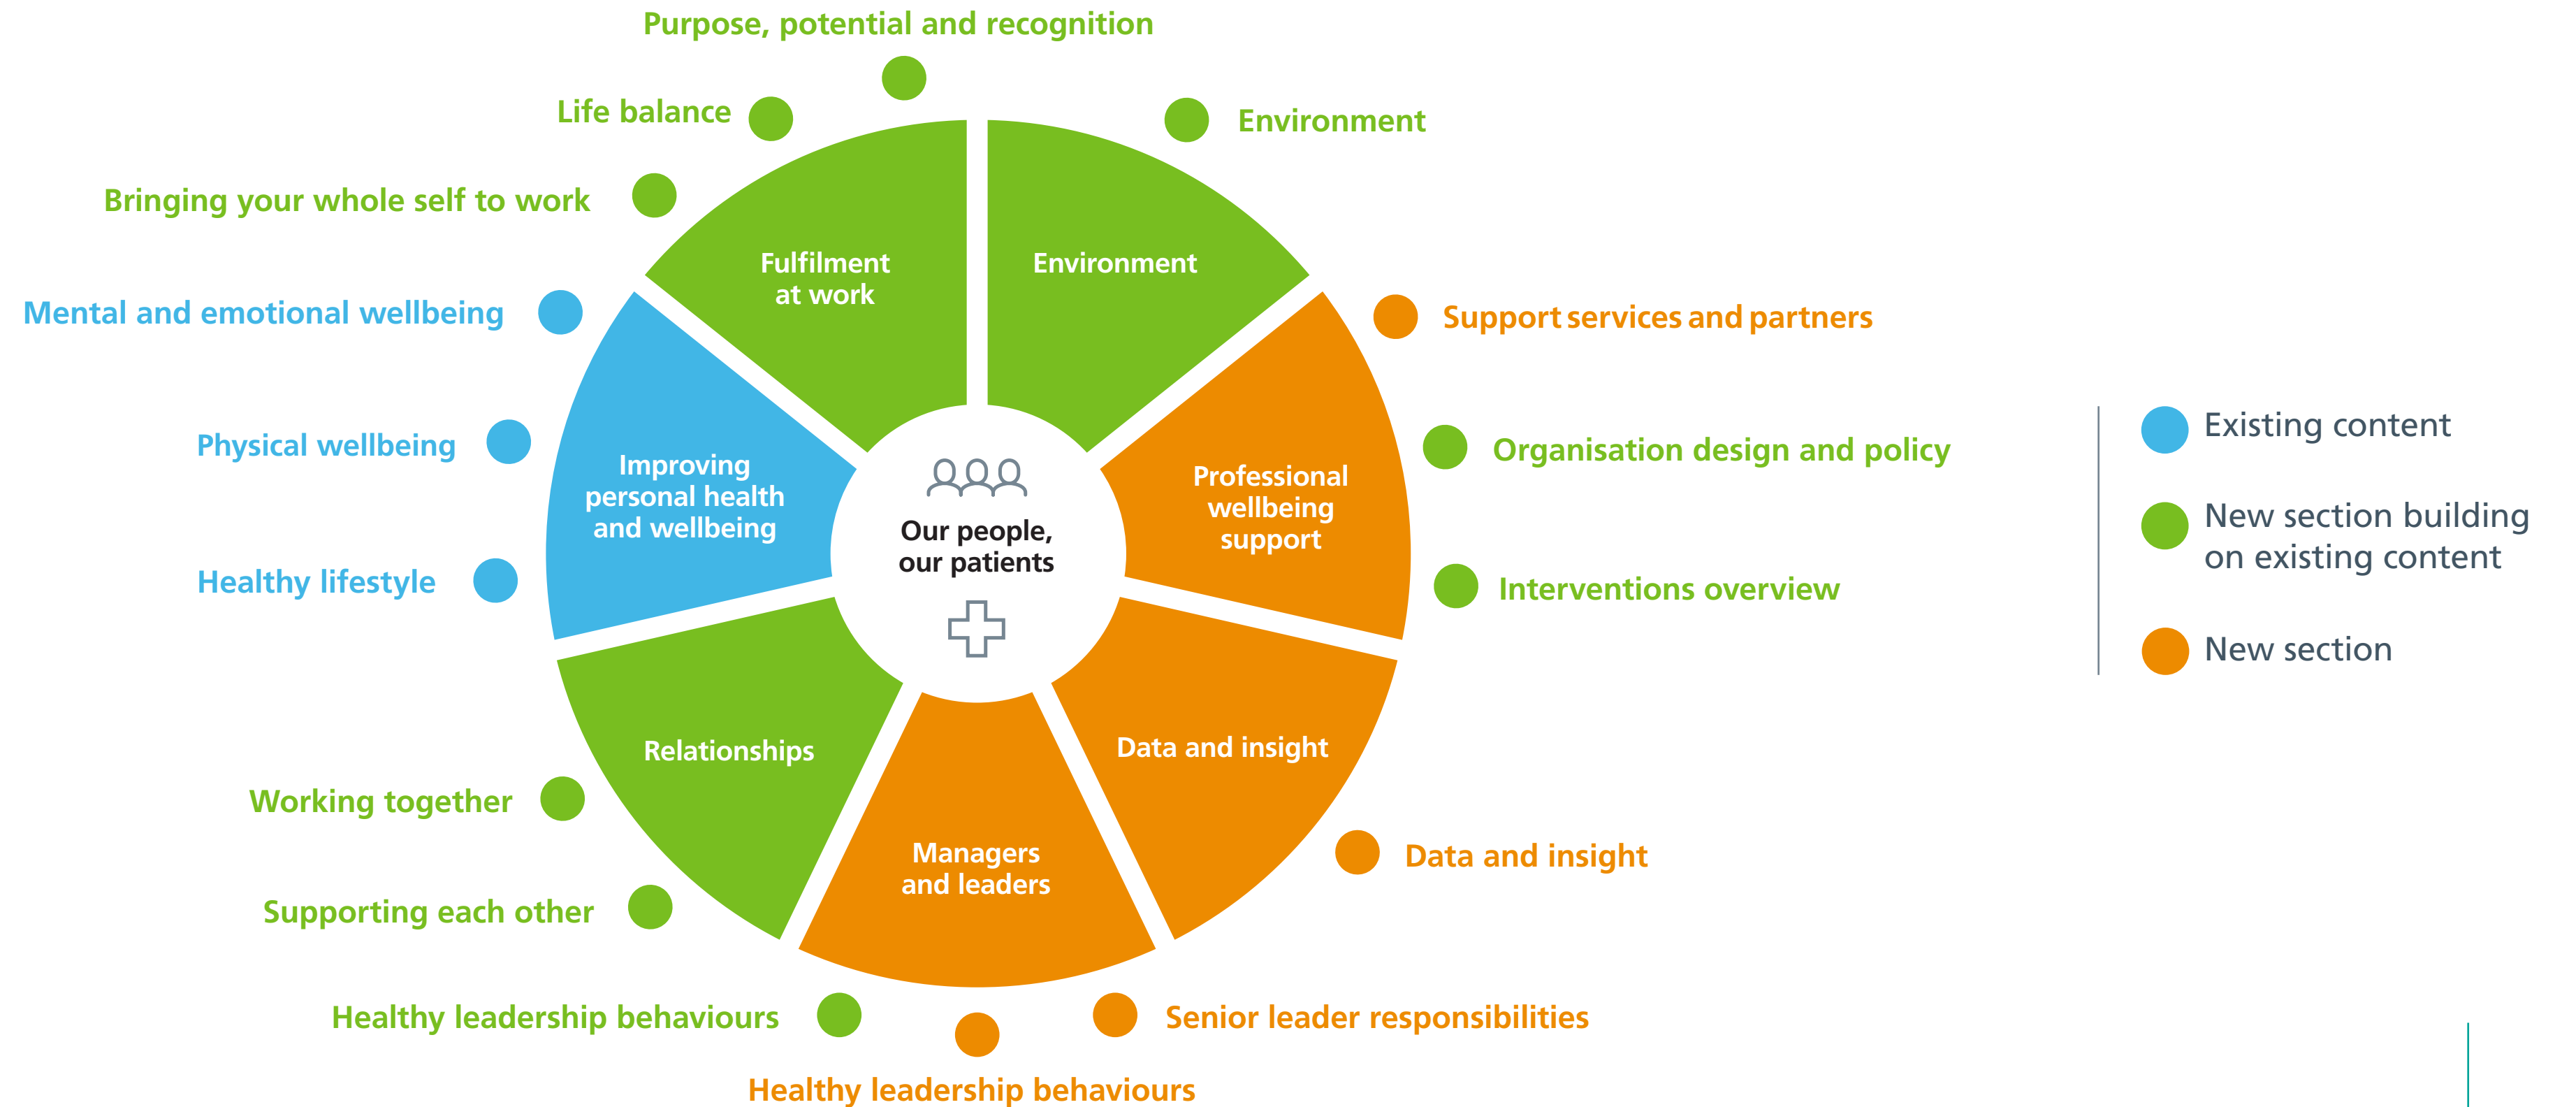 Purpose, potential and recognition
Life balance
Environment
Bringing your whole self to work
Fulfilment
at work
Environment
Mental and emotional wellbeing
Support services and partners
Physical wellbeing
Improving
personal health
and wellbeing
Professional
wellbeing
support
Organisation design and policy
Our people,
our patients
Healthy lifestyle
Interventions overview
Relationships
Data and insight
Working together
Managers
and leaders
Data and insight
Supporting each other
Healthy leadership behaviours
Senior leader responsibilities
Healthy leadership behaviours
Existing content
New section building
on existing content
New section